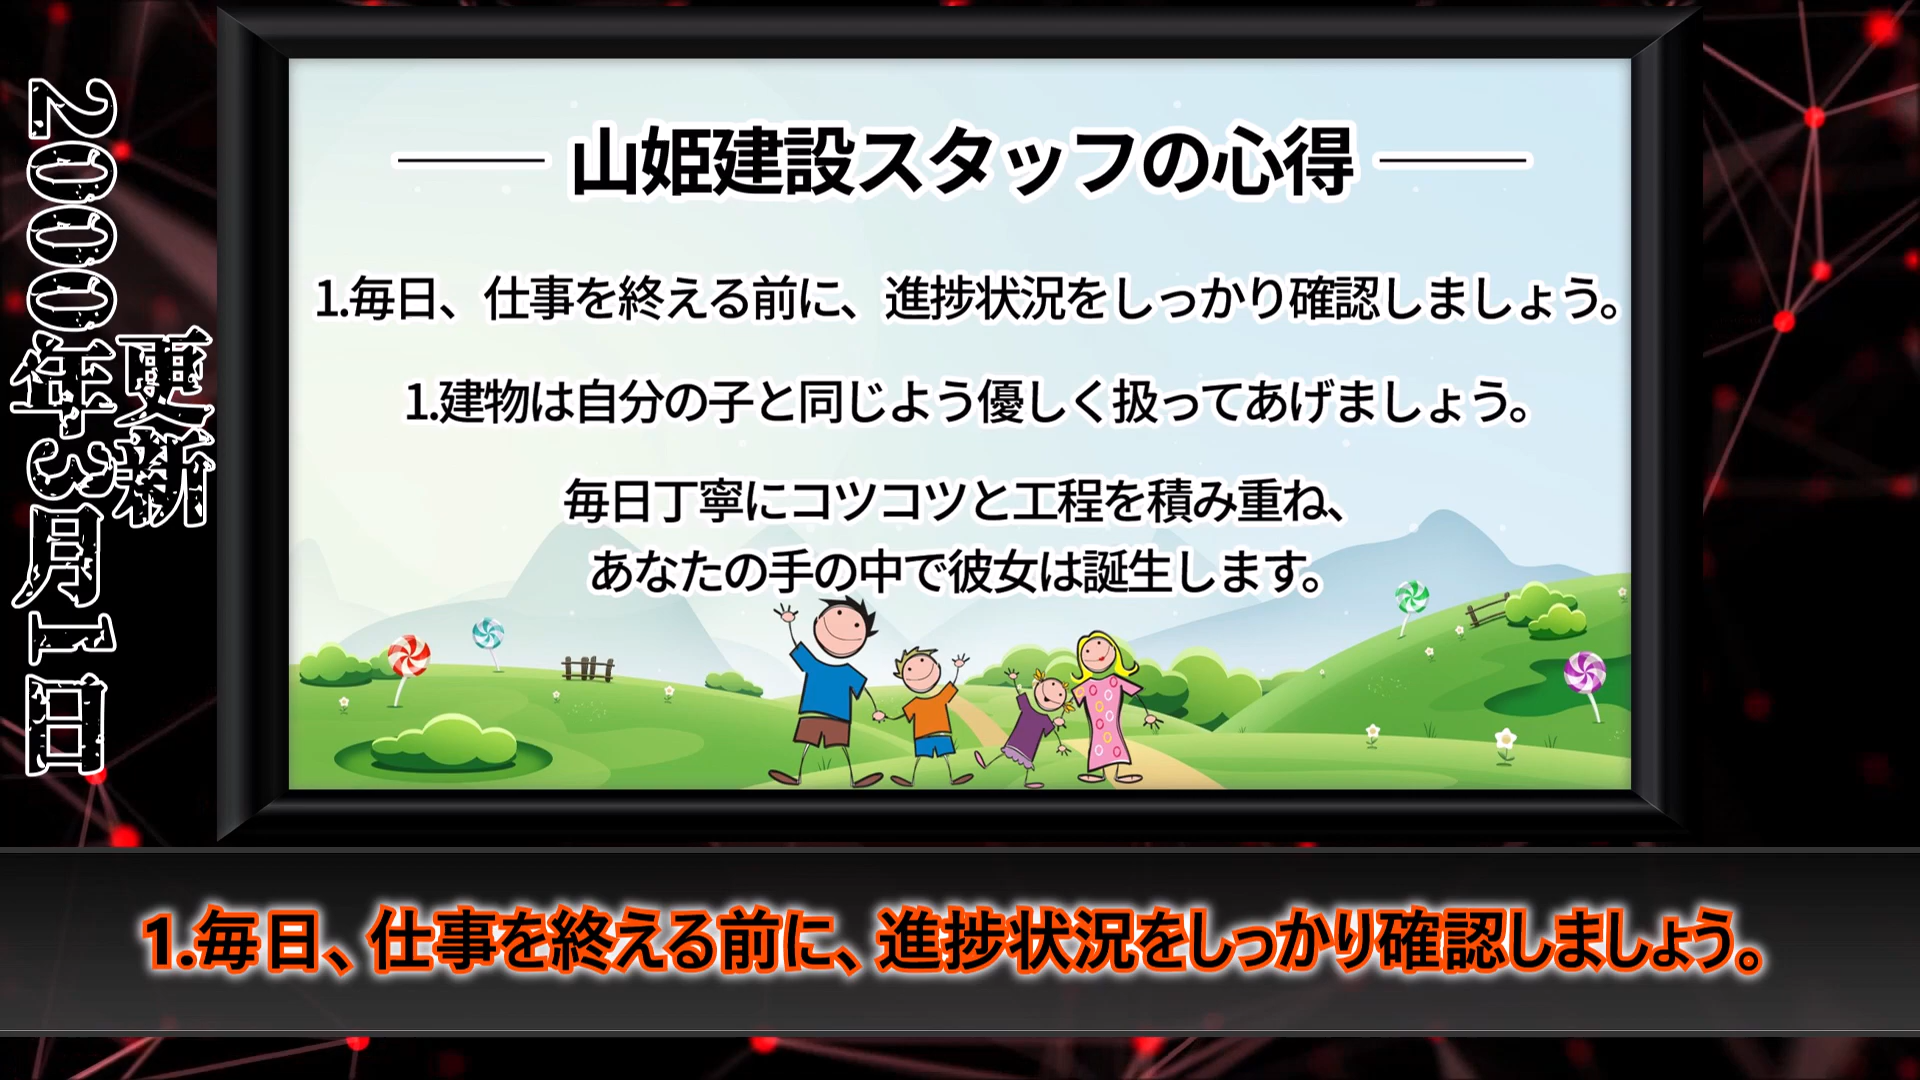 山姫建設スタッフの心得
1.毎日、仕事を終える前に、進捗状況をしっかり確認しましょう。
1.建物は自分の子と同じよう優しく扱ってあげましょう。
毎日丁寧にコツコツと工程を積み重ね、
あなたの手の中で彼女は誕生します。
更新
2000年3月1日
1.毎日、仕事を終える前に、進捗状況をしっかり確認しましょう。